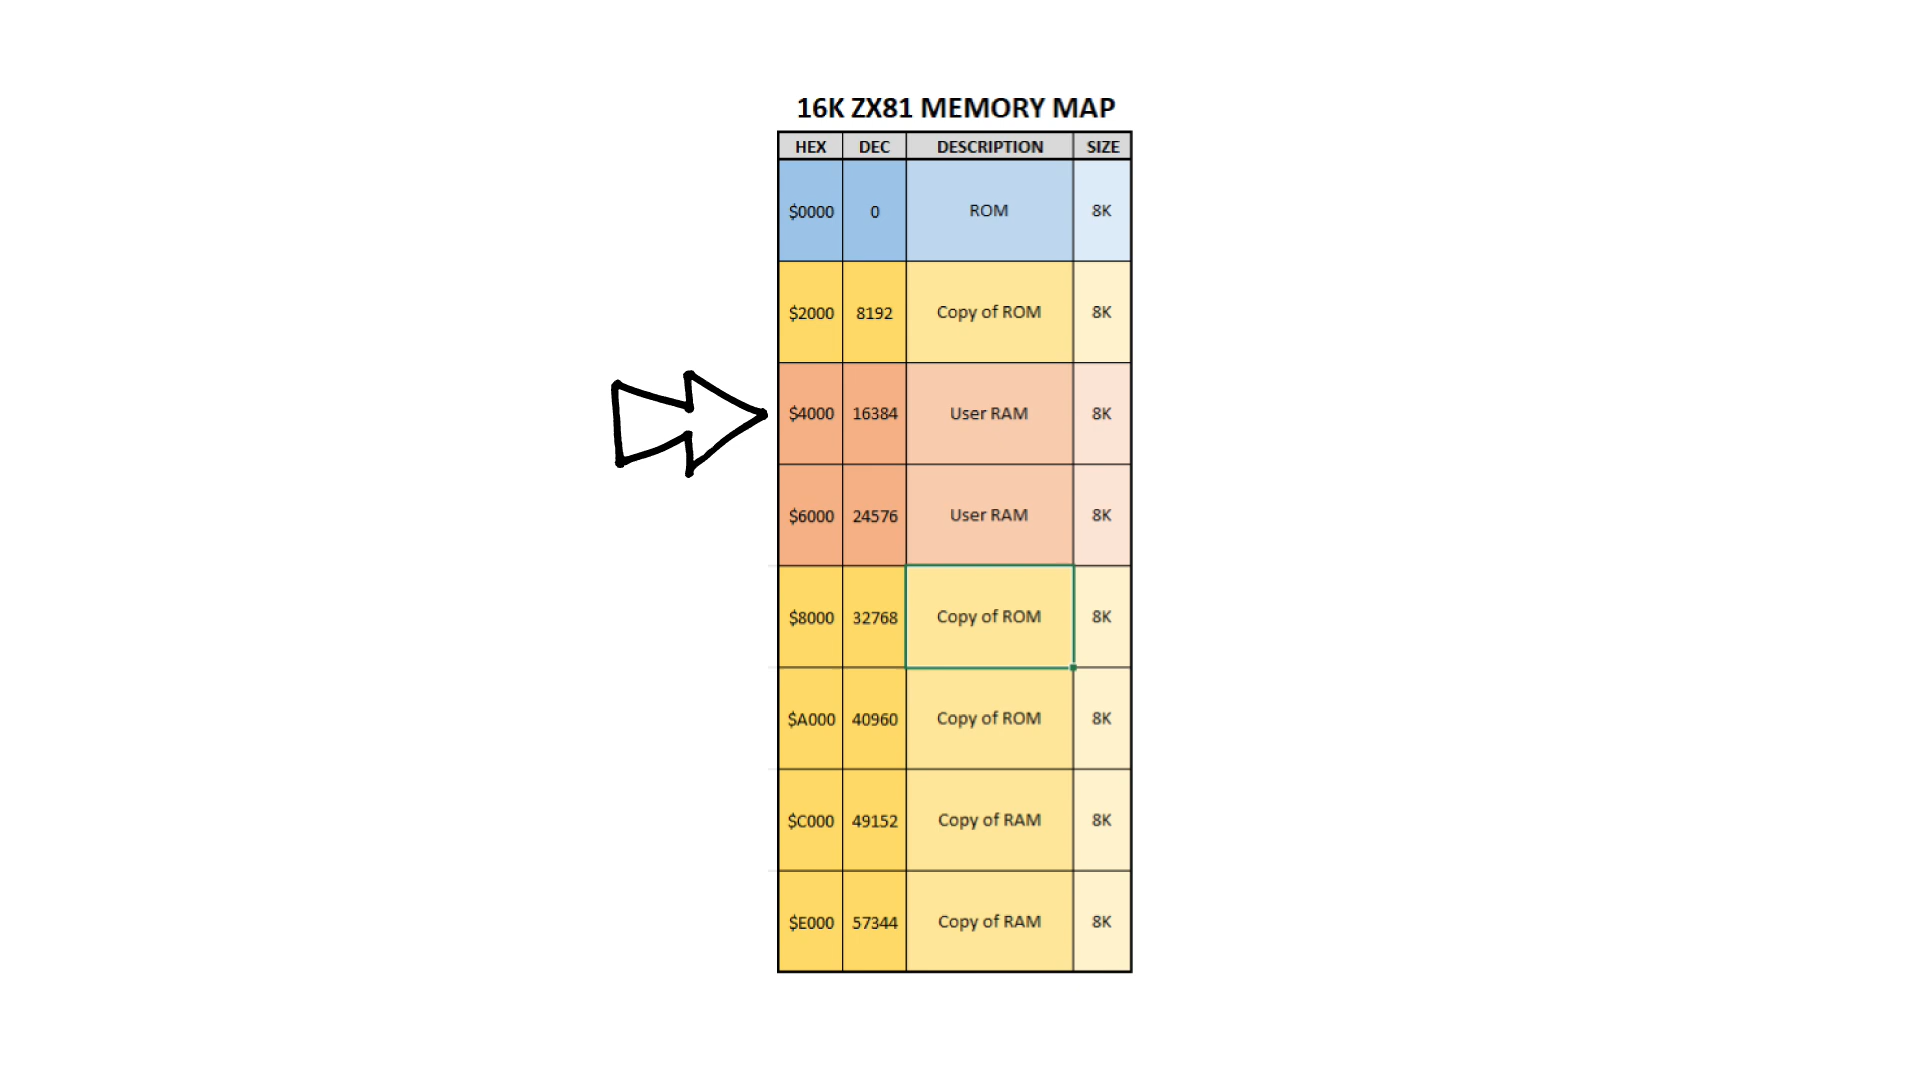 16K ZX81 MEMORY MAP
HEX DEC DESCRIPTION SIZE
$0000 0 ROM 8K
$2000 8192 Copy of ROM 8K
$4000 16384 User RAM 8K
$6000 24576 User RAM 8K
$8000 32768 Copy of ROM 8K
$A000 40960 Copy of ROM 8K
$C000 49152 Copy of RAM 8K
$E000 57344 Copy of RAM 8K